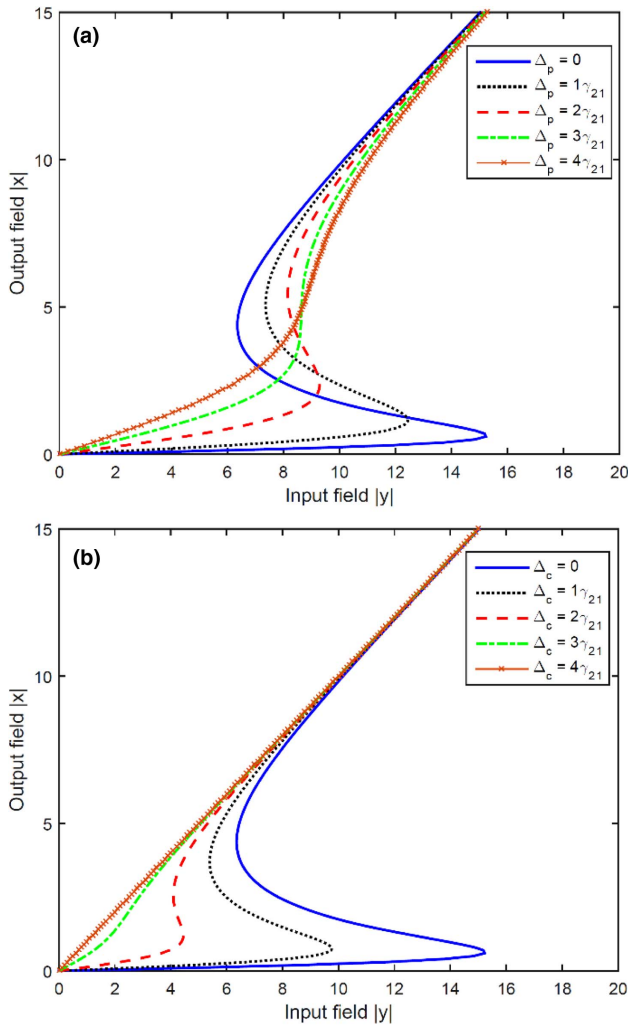 (a)
Δp = 0
Δp = 1γ21
Δp = 2γ21
Δp = 3γ21
Δp = 4γ21
15
10
5
0
Output field |x|
0 2 4 6 8 10 12 14 16 18 20
Input field |y|
(b)
Δc = 0
Δc = 1γ21
Δc = 2γ21
Δc = 3γ21
Δc = 4γ21
15
10
5
0
Output field |x|
0 2 4 6 8 10 12 14 16 18 20
Input field |y|